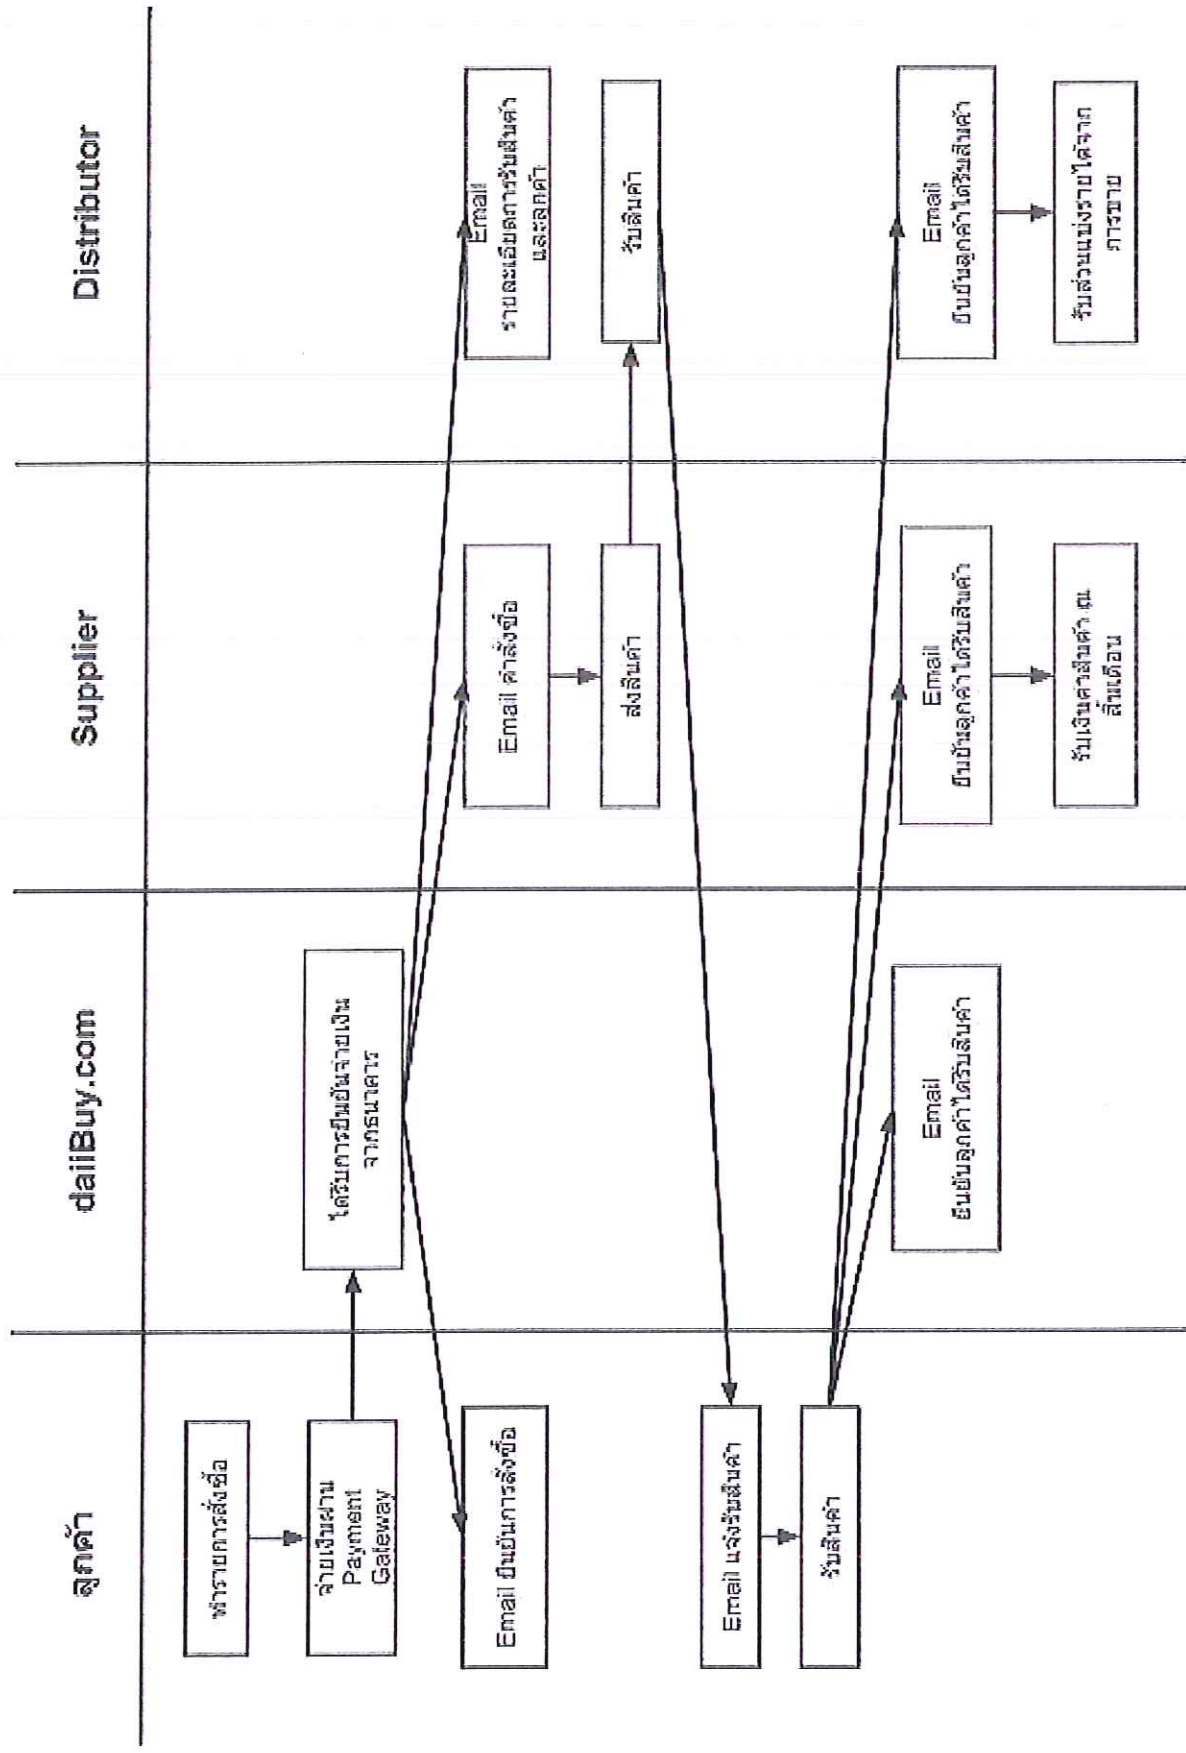 ลูกค้า
daiiBuy.com
Supplier
Distributor
ทำรายการสั่งซื้อ
จ่ายเงินผ่าน
Payment
Gateway
ได้รับการยืนยันจ่ายเงิน
จากธนาคาร
Email ยืนยันการสั่งซื้อ
Email คำสั่งซื้อ
Email
รายละเอียดการรับสินค้า
และลูกค้า
ส่งสินค้า
รับสินค้า
Email แจ้งรับสินค้า
รับสินค้า
Email
ยืนยันลูกค้าได้รับสินค้า
Email
ยืนยันลูกค้าได้รับสินค้า
Email
ยืนยันลูกค้าได้รับสินค้า
รับเงินค่าสินค้า ณ
สิ้นเดือน
รับส่วนแบ่งรายได้จาก
การขาย